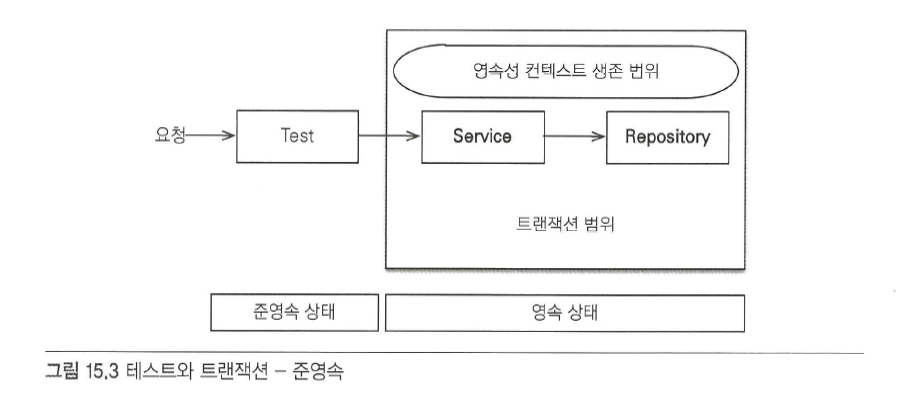 영속성 컨텍스트 생존 범위
요청
Test
Service
Repository
트랜잭션 범위
준영속 상태
영속 상태
그림 15.3 테스트와 트랜잭션 - 준영속